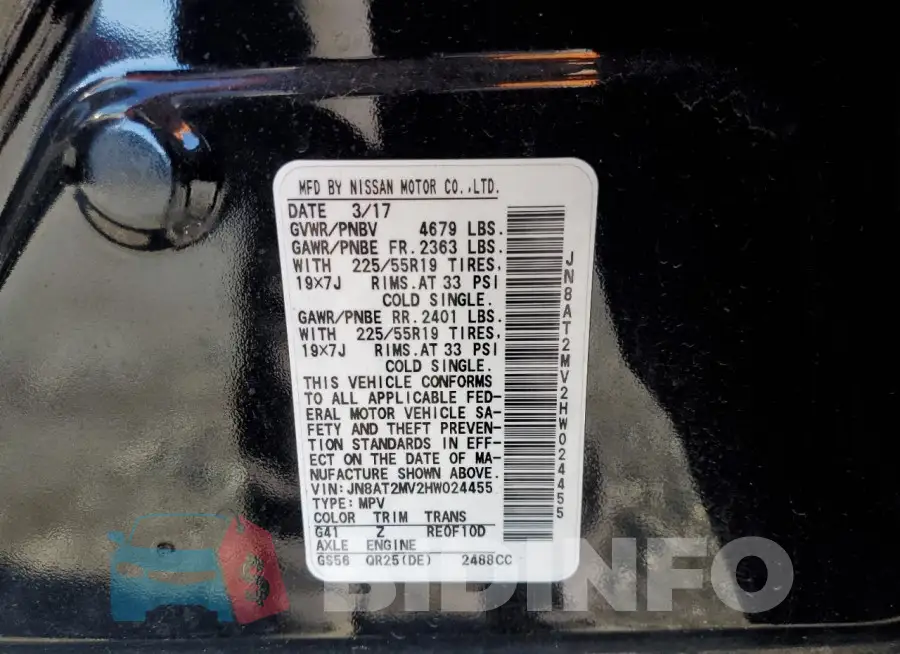 MFD BY NISSAN MOTOR CO.,LTD.
DATE 3/17
GVWR/PNBV 4679 LBS.
GAWR/PNBE FR.2363 LBS.
WITH 225/55R19 TIRES,
19×7J RIMS.AT 33 PSI
COLD SINGLE.
GAWR/PNBE RR.2401 LBS.
WITH 225/55R19 TIRES,
19×7J RIMS.AT 33 PSI
COLD SINGLE.
THIS VEHICLE CONFORMS
TO ALL APPLICABLE FED-
ERAL MOTOR VEHICLE SA-
FETY AND THEFT PREVEN-
TION STANDARDS IN EFF-
ECT ON THE DATE OF MA-
NUFACTURE SHOWN ABOVE.
VIN:JN8AT2MV2HW024455
TYPE:MPV
COLOR TRIM TRANS
G41 Z RE0F10D
AXLE ENGINE
GS56 QR25(DE) 2488CC
JN8AT2MV2HW024455
$ BIDINFO